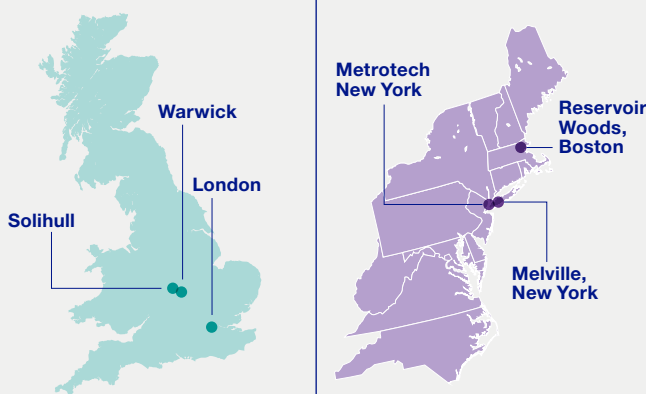 Warwick
London
Solihull
Metrotech
New York
Reservoir
Woods,
Boston
Melville,
New York